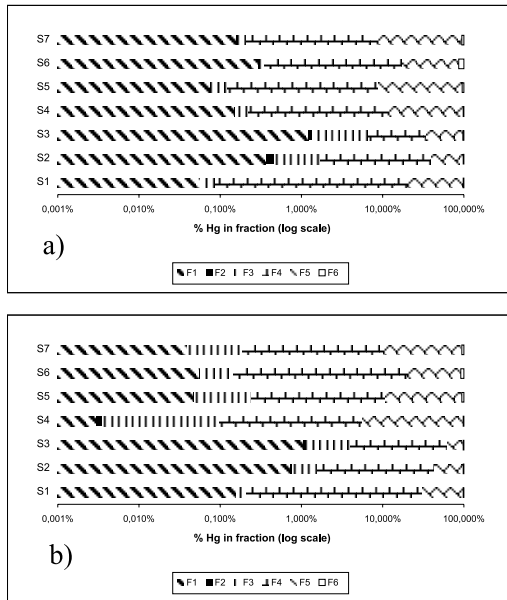 S7
S6
S5
S4
S3
S2
S1
0,001% 0,010% 0,100% 1,000% 10,000% 100,000%
% Hg in fraction (log scale)
a)
F1 F2 F3 F4 F5 F6
S7
S6
S5
S4
S3
S2
S1
0,001% 0,010% 0,100% 1,000% 10,000% 100,000%
% Hg in fraction (log scale)
b)
F1 F2 F3 F4 F5 F6